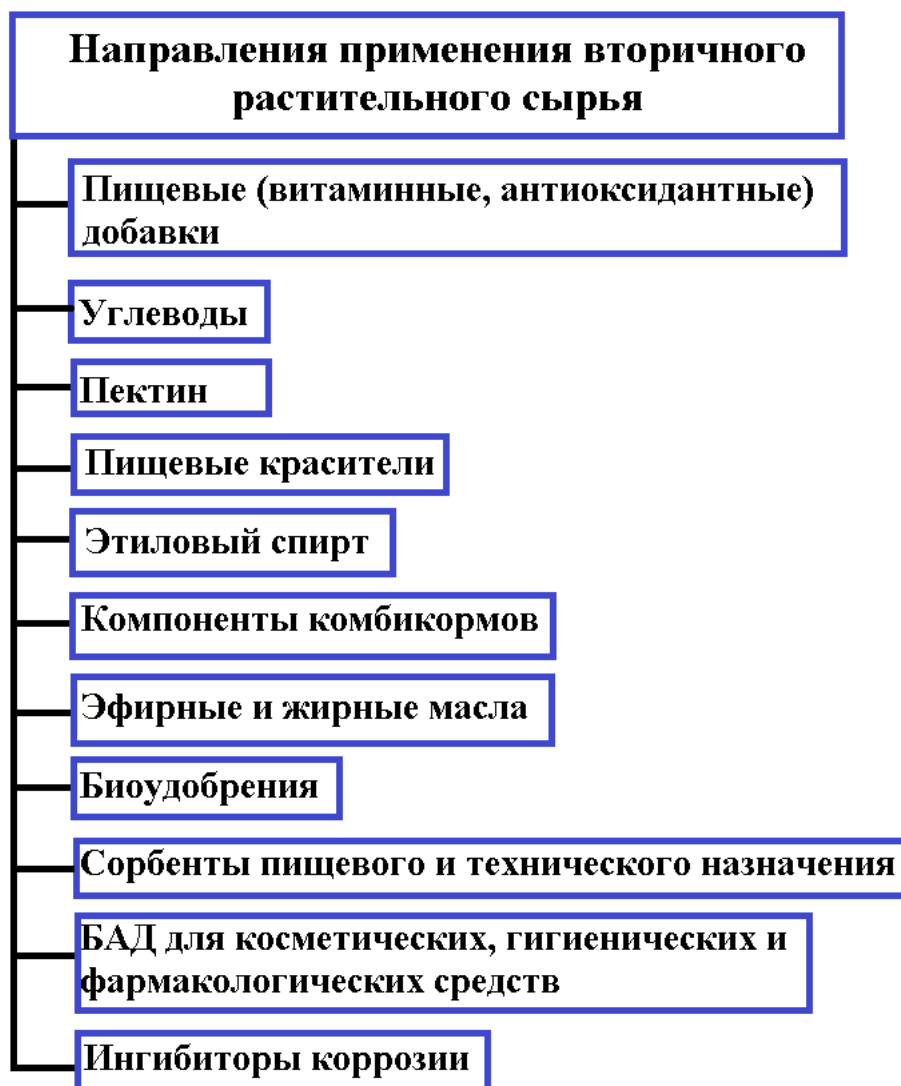 Направления применения вторичного
растительного сырья
Пищевые (витаминные, антиоксидантные)
добавки
Углеводы
Пектин
Пищевые красители
Этиловый спирт
Компоненты комбикормов
Эфирные и жирные масла
Биоудобрения
Сорбенты пищевого и технического назначения
БАД для косметических, гигиенических и
фармакологических средств
Ингибиторы коррозии